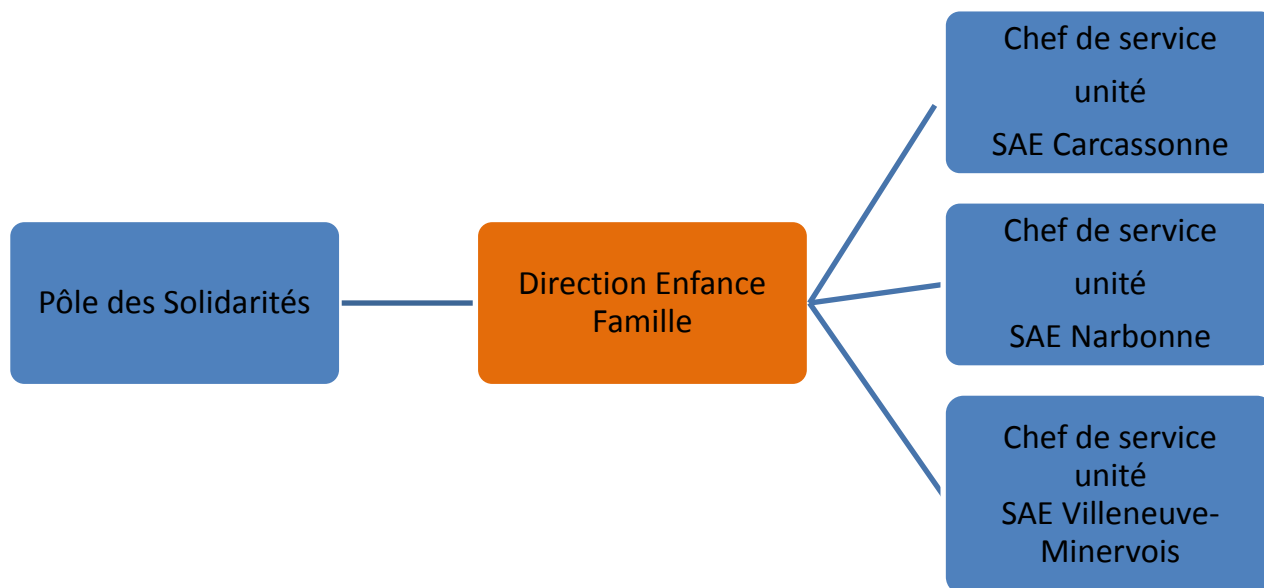 Pôle des Solidarités
Direction Enfance
Famille
Chef de service
unité
SAE Carcassonne
Chef de service
unité
SAE Narbonne
Chef de service
unité
SAE Villeneuve-
Minervois